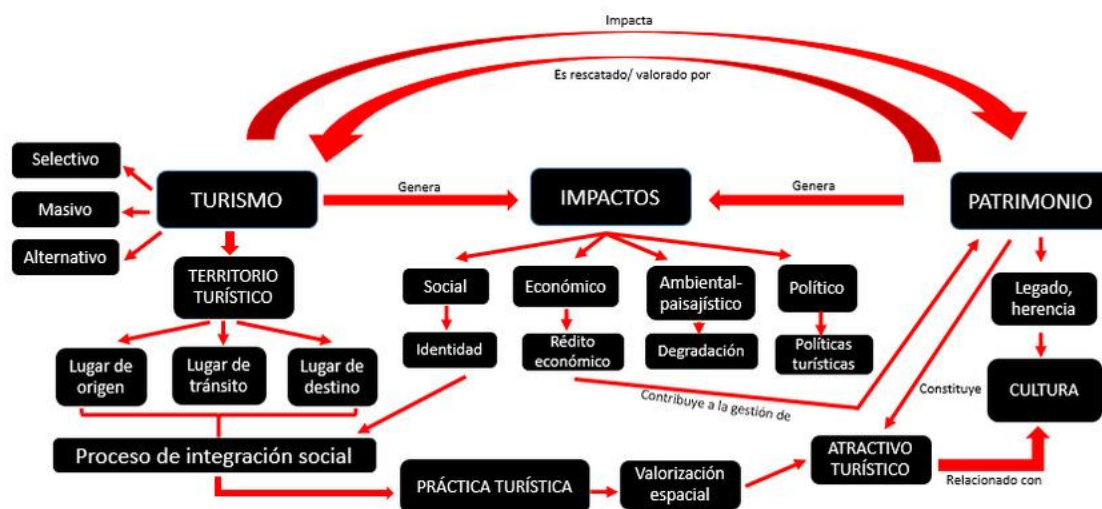 Impacta
Es rescatado/ valorado por
Selectivo
Masivo
Alternativo
TURISMO
Genera
IMPACTOS
Genera
PATRIMONIO
TERRITORIO
TURÍSTICO
Social
Económico
Ambiental-
paisajístico
Político
Legado,
herencia
Lugar de
origen
Lugar de
tránsito
Lugar de
destino
Identidad
Rédito
económico
Degradación
Políticas
turísticas
Contribuye a la gestión de
Constituye
CULTURA
Proceso de integración social
PRÁCTICA TURÍSTICA
Valorización
espacial
ATRACTIVO
TURÍSTICO
Relacionado con